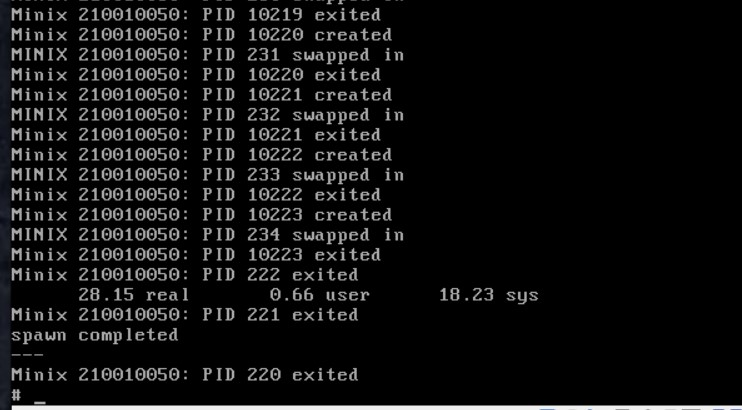 Minix 210010050: PID 10219 exited
Minix 210010050: PID 10220 created
MINIX 210010050: PID 231 swapped in
Minix 210010050: PID 10220 exited
Minix 210010050: PID 10221 created
MINIX 210010050: PID 232 swapped in
Minix 210010050: PID 10221 exited
Minix 210010050: PID 10222 created
MINIX 210010050: PID 233 swapped in
Minix 210010050: PID 10222 exited
Minix 210010050: PID 10223 created
MINIX 210010050: PID 234 swapped in
Minix 210010050: PID 10223 exited
Minix 210010050: PID 222 exited
28.15 real 0.66 user 18.23 sys
Minix 210010050: PID 221 exited
spawn completed
---
Minix 210010050: PID 220 exited
# _